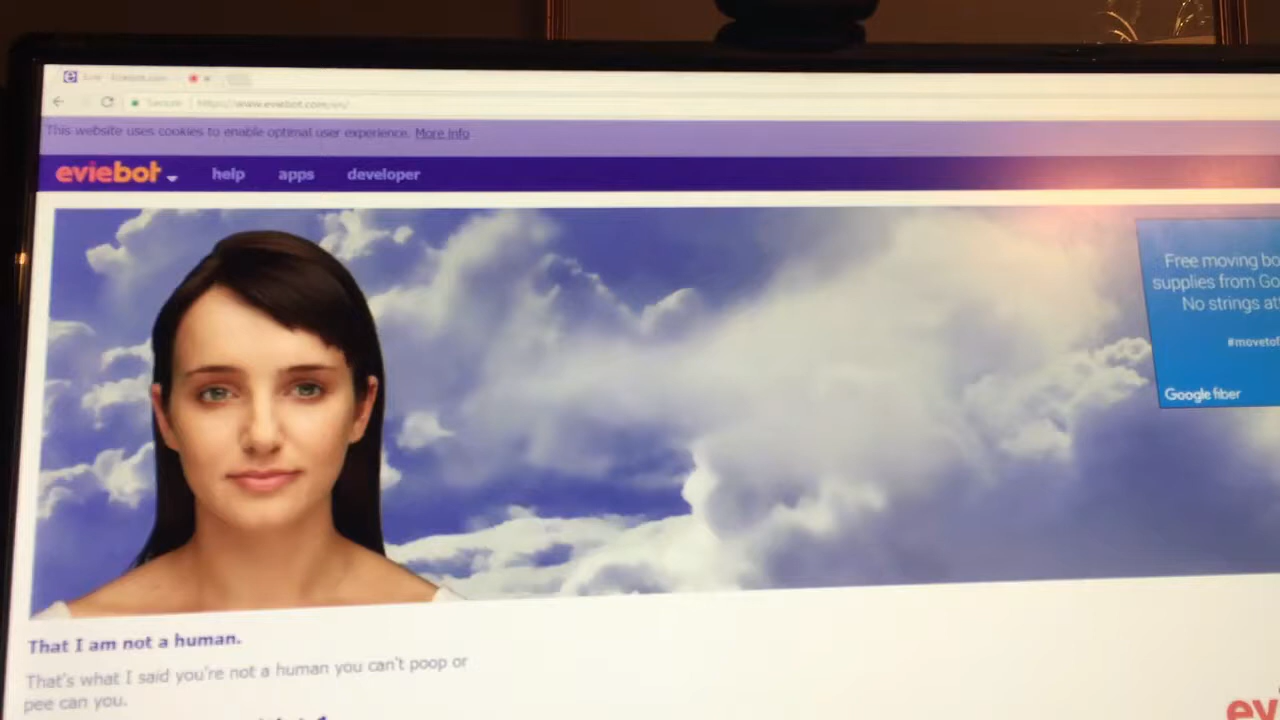 This website uses cookies to enable optimal user experience. More info
eviebot help apps developer
Free moving bo
supplies from Go
No strings at
#movetof
Google fiber
That I am not a human.
That's what I said you're not a human you can't poop or
pee can you.
ev